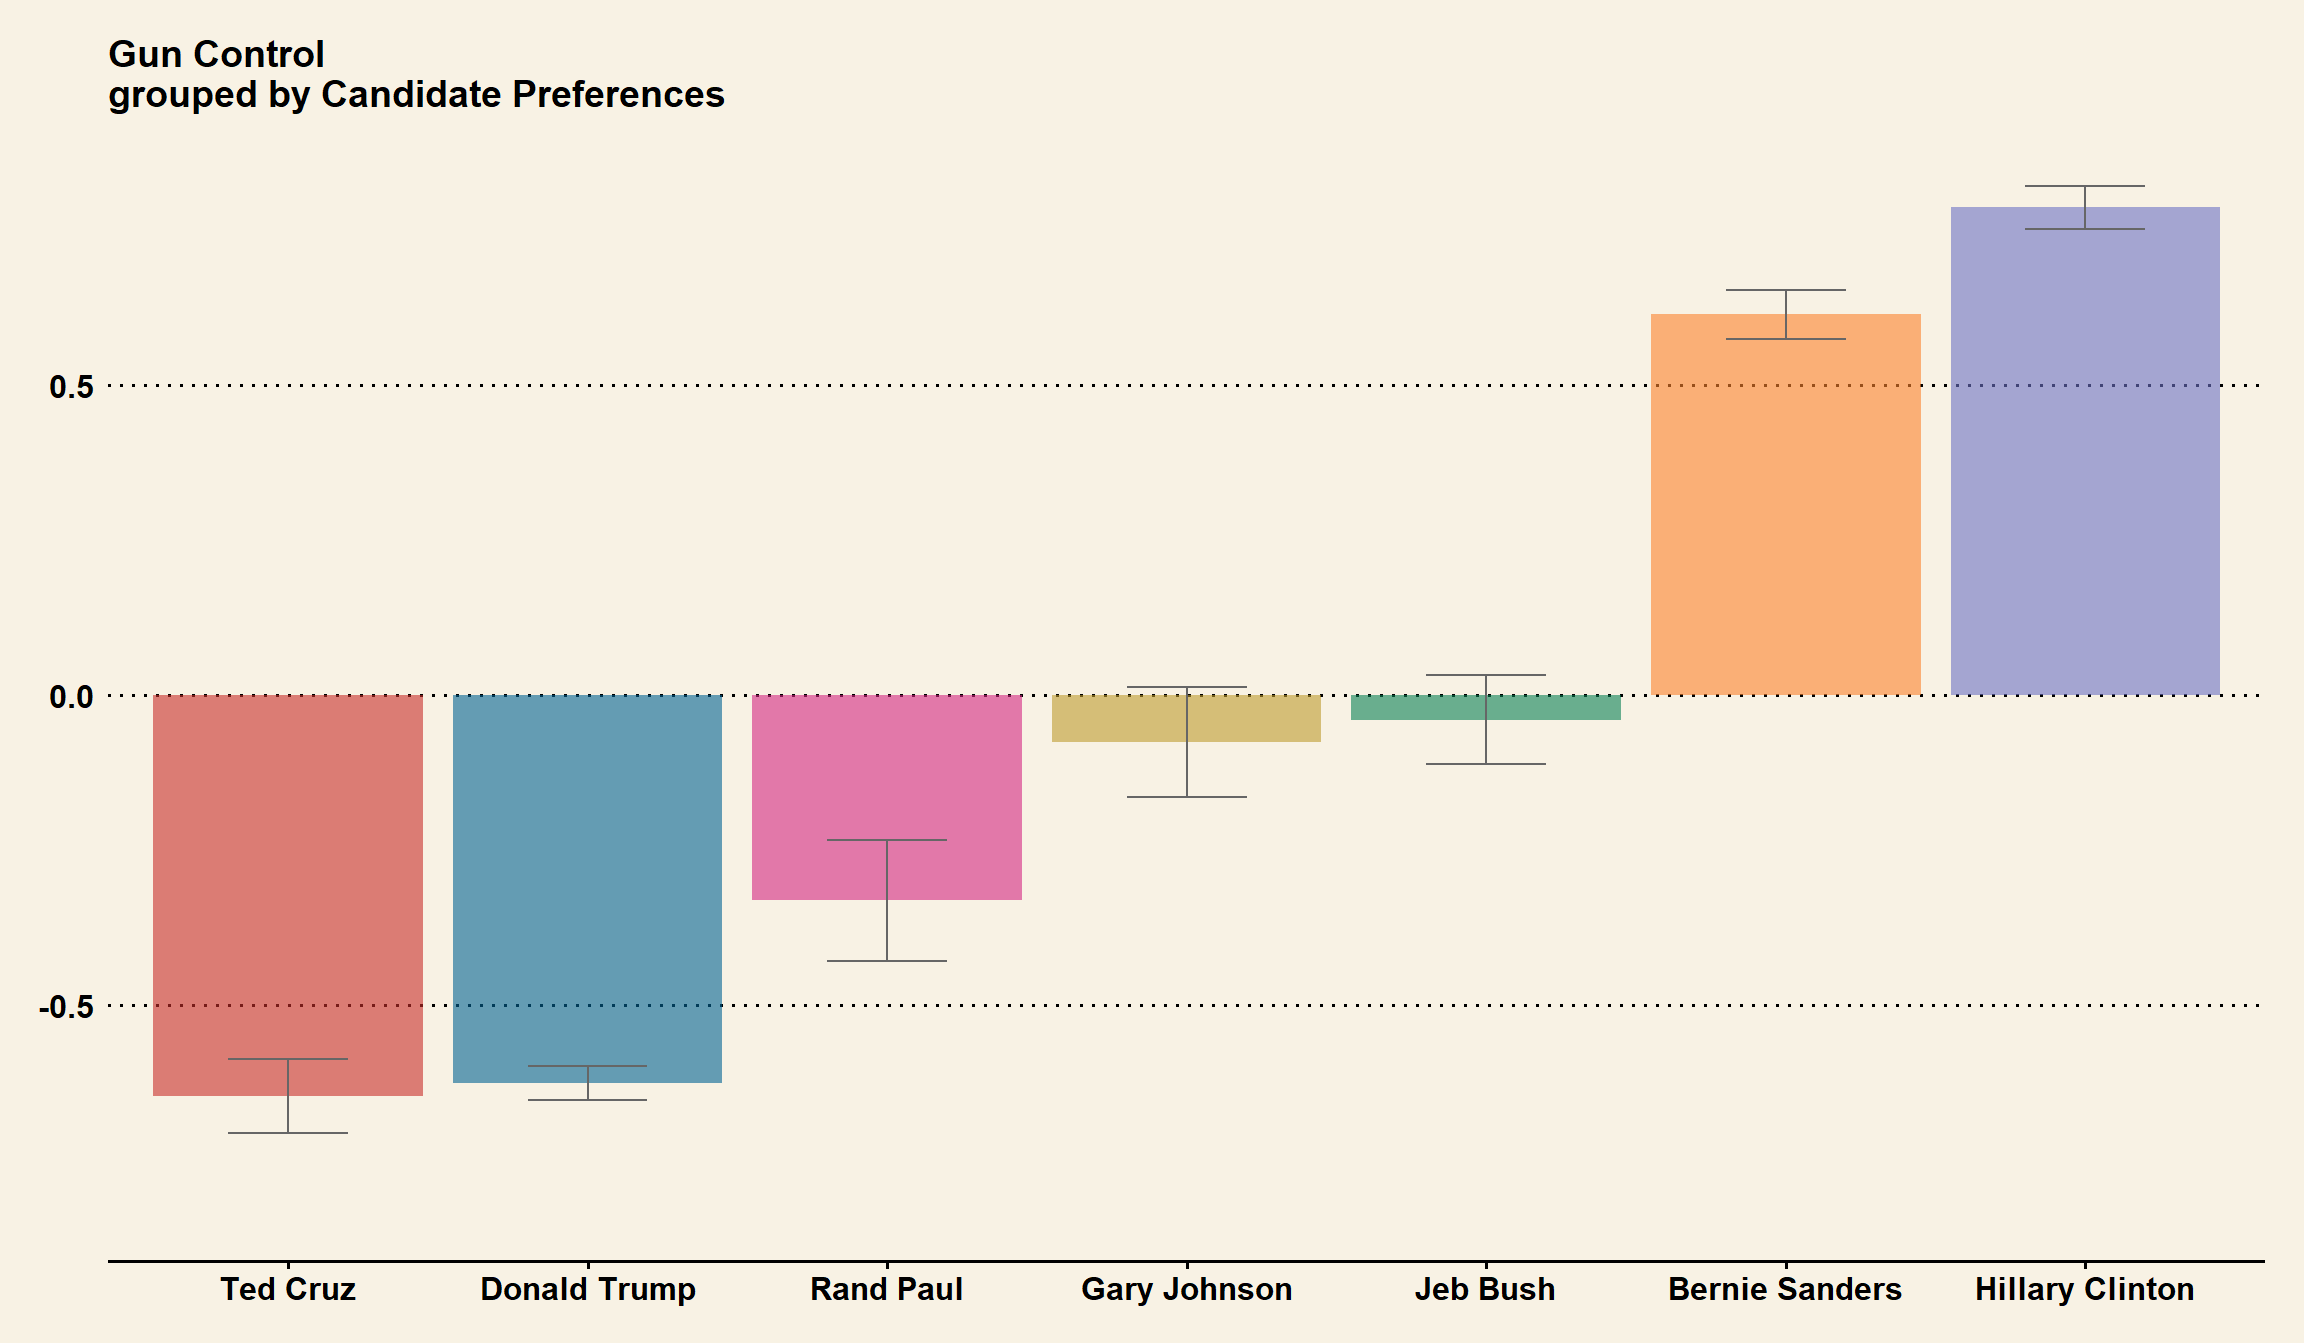 Gun Control
grouped by Candidate Preferences
0.5
0.0
-0.5
Ted Cruz
Donald Trump
Rand Paul
Gary Johnson
Jeb Bush
Bernie Sanders
Hillary Clinton